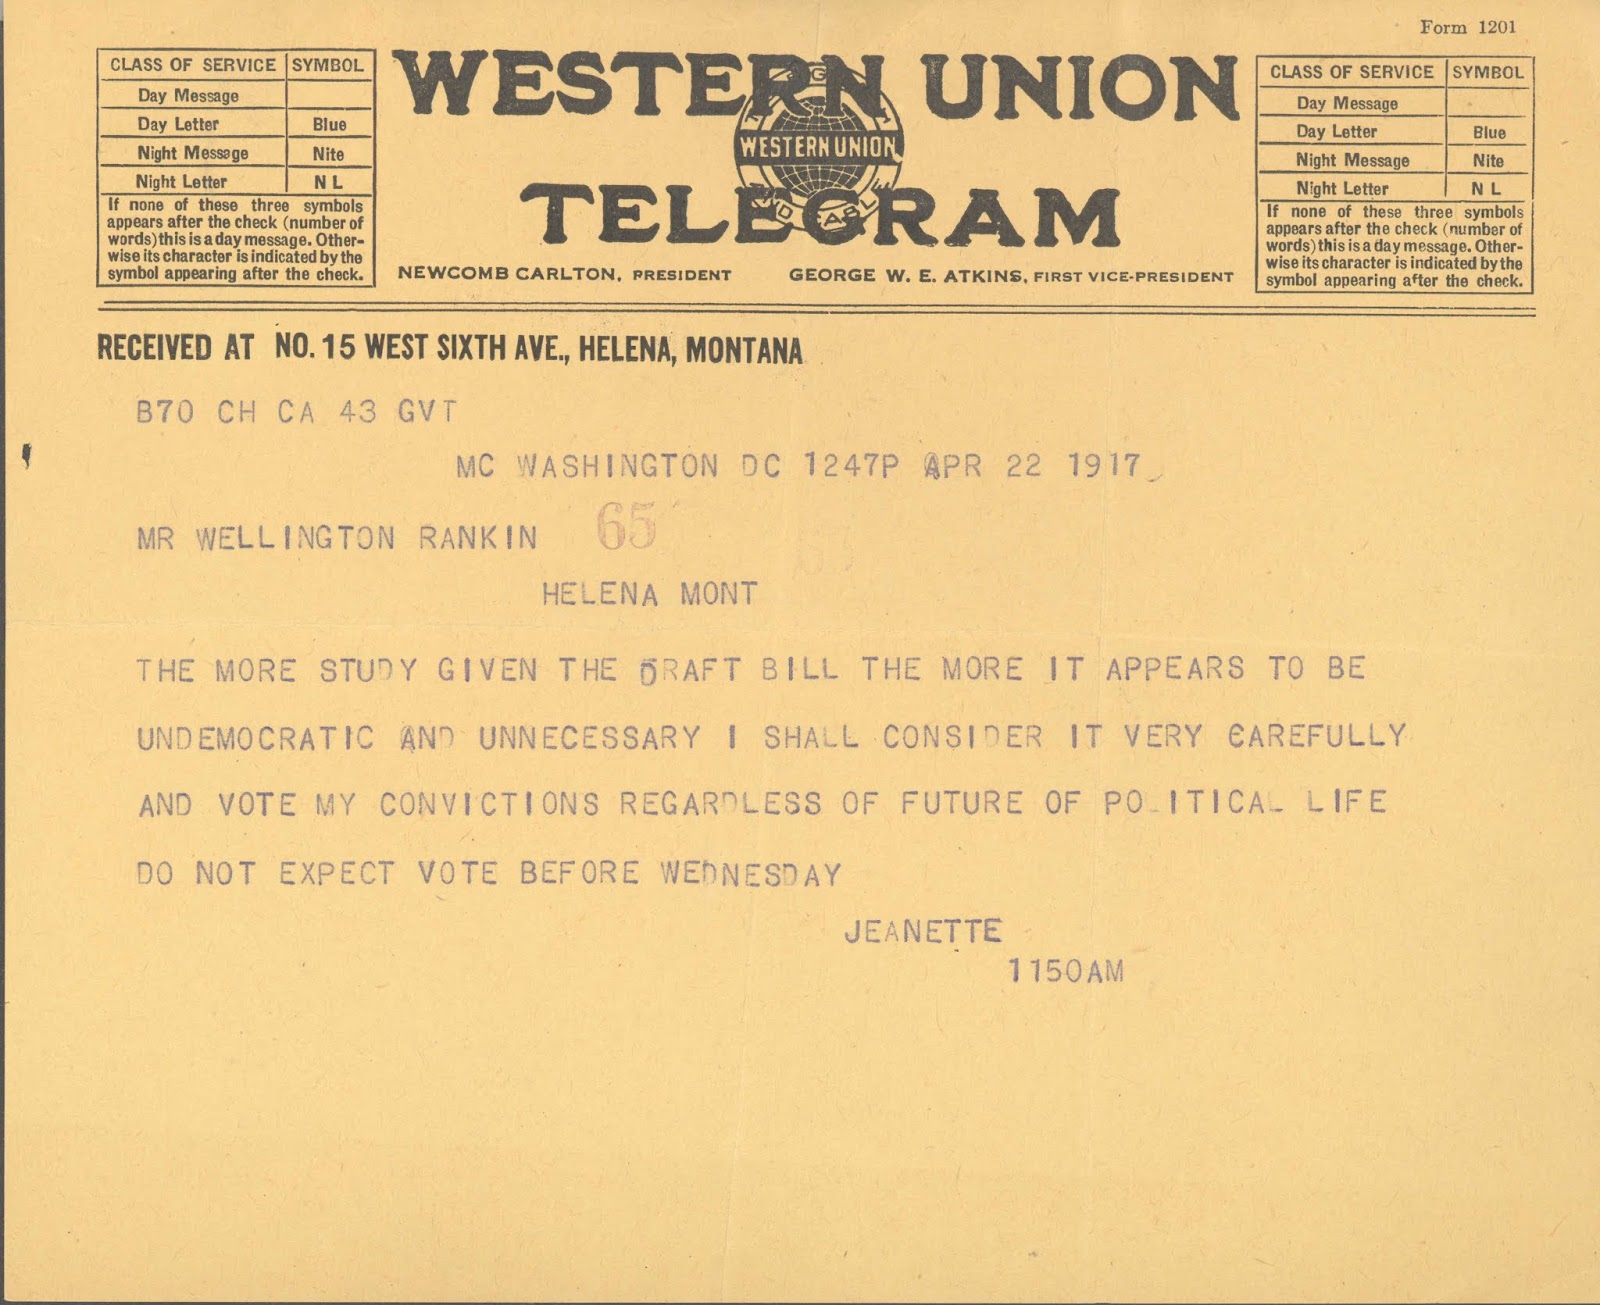 Form 1201
CLASS OF SERVICE SYMBOL
Day Message
Day Letter Blue
Night Message Nite
Night Letter N L
If none of these three symbols
appears after the check (number of
words) this is a day message. Other-
wise its character is indicated by the
symbol appearing after the check.
WESTERN UNION
WESTERN UNION
TELEGRAM
NEWCOMB CARLTON, PRESIDENT GEORGE W. E. ATKINS, FIRST VICE-PRESIDENT
CLASS OF SERVICE SYMBOL
Day Message
Day Letter Blue
Night Message Nite
Night Letter N L
If none of these three symbols
appears after the check (number of
words) this is a day message. Other-
wise its character is indicated by the
symbol appearing after the check.
RECEIVED AT NO. 15 WEST SIXTH AVE., HELENA, MONTANA
B70 CH CA 43 GVT
MC WASHINGTON DC 1247P APR 22 1917
MR WELLINGTON RANKIN 65
HELENA MONT
THE MORE STUDY GIVEN THE DRAFT BILL THE MORE IT APPEARS TO BE
UNDEMOCRATIC AND UNNECESSARY I SHALL CONSIDER IT VERY CAREFULLY
AND VOTE MY CONVICTIONS REGARDLESS OF FUTURE OF POLITICAL LIFE
DO NOT EXPECT VOTE BEFORE WEDNESDAY
JEANETTE
1150AM